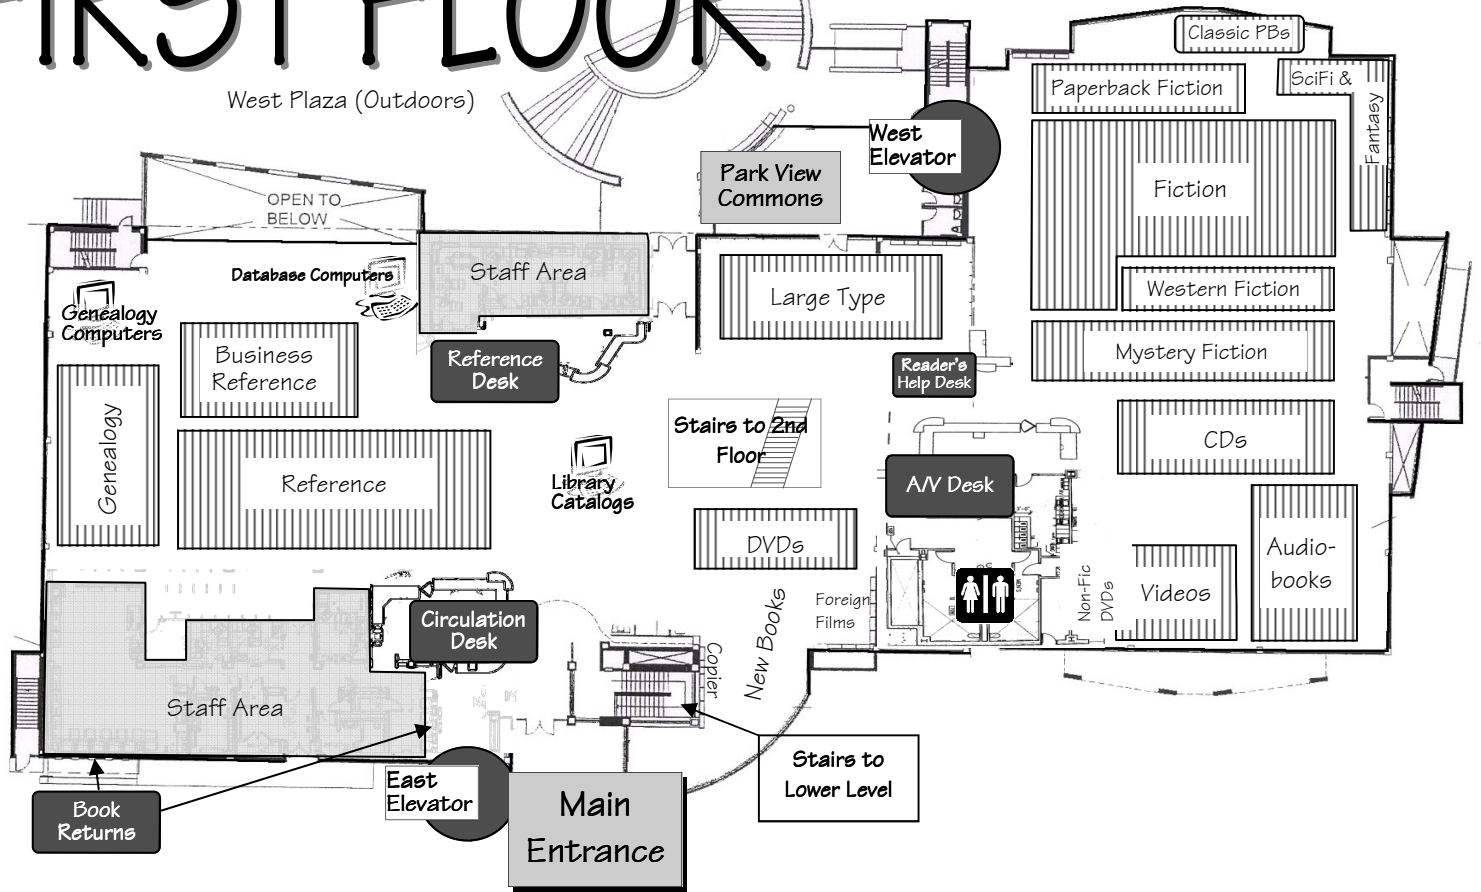 FIRST FLOOR
West Plaza (Outdoors)
Classic PBs
SciFi &
Fantasy
Paperback Fiction
West
Elevator
Park View
Commons
Fiction
OPEN TO
BELOW
Database Computers
Staff Area
Large Type
Western Fiction
Genealogy
Computers
Business
Reference
Reference
Desk
Reader's
Help Desk
Mystery Fiction
Stairs to 2nd
Floor
CDs
Genealogy
Reference
Library
Catalogs
A/V Desk
DVDs
Audio-
books
Circulation
Desk
New Books
Foreign
Films
Non-Fic
DVDs
Videos
Copier
Staff Area
Stairs to
Lower Level
East
Elevator
Book
Returns
Main
Entrance